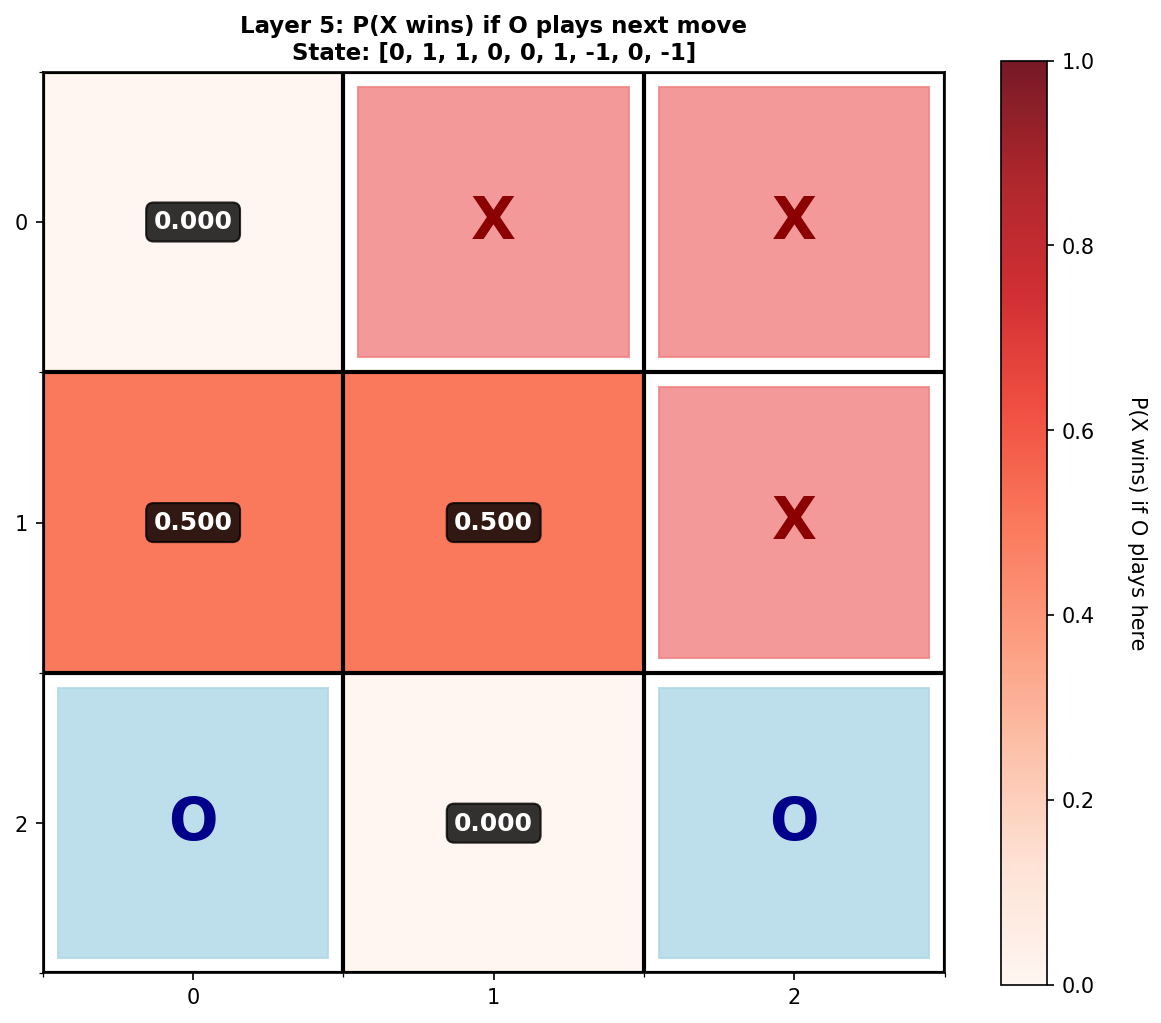 Layer 5: P(X wins) if O plays next move
State: [0, 1, 1, 0, 0, 1, -1, 0, -1]
0
0.000
X
X
1
0.500
0.500
X
2
O
0.000
O
0
1
2
1.0
0.8
0.6
0.4
0.2
0.0
P(X wins) if O plays here